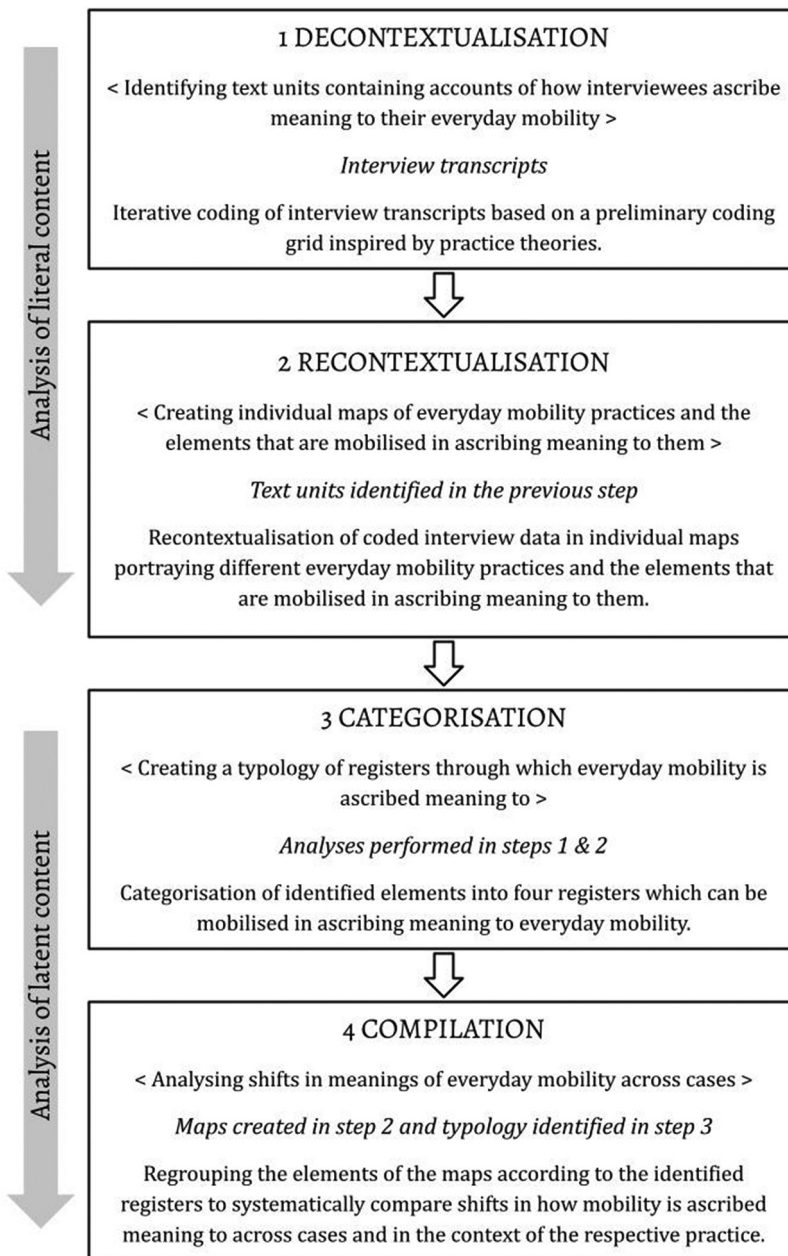 Analysis of literal content
1 DECONTEXTUALISATION
< Identifying text units containing accounts of how interviewees ascribe
meaning to their everyday mobility >
Interview transcripts
Iterative coding of interview transcripts based on a preliminary coding
grid inspired by practice theories.
2 RECONTEXTUALISATION
< Creating individual maps of everyday mobility practices and the
elements that are mobilised in ascribing meaning to them >
Text units identified in the previous step
Recontextualisation of coded interview data in individual maps
portraying different everyday mobility practices and the elements that
are mobilised in ascribing meaning to them.
Analysis of latent content
3 CATEGORISATION
< Creating a typology of registers through which everyday mobility is
ascribed meaning to >
Analyses performed in steps 1 & 2
Categorisation of identified elements into four registers which can be
mobilised in ascribing meaning to everyday mobility.
4 COMPILATION
< Analysing shifts in meanings of everyday mobility across cases >
Maps created in step 2 and typology identified in step 3
Regrouping the elements of the maps according to the identified
registers to systematically compare shifts in how mobility is ascribed
meaning to across cases and in the context of the respective practice.